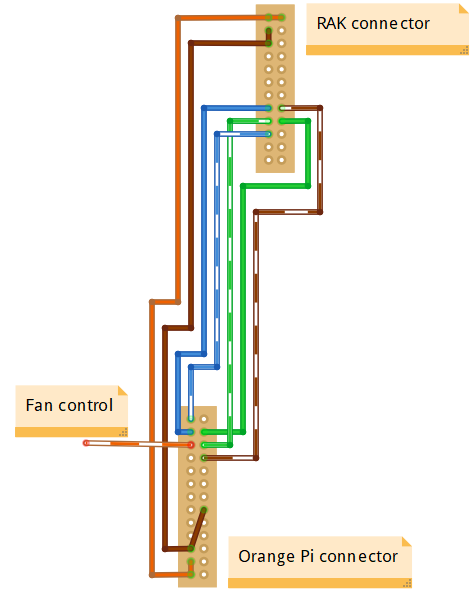 RAK connector
Fan control
Orange Pi connector